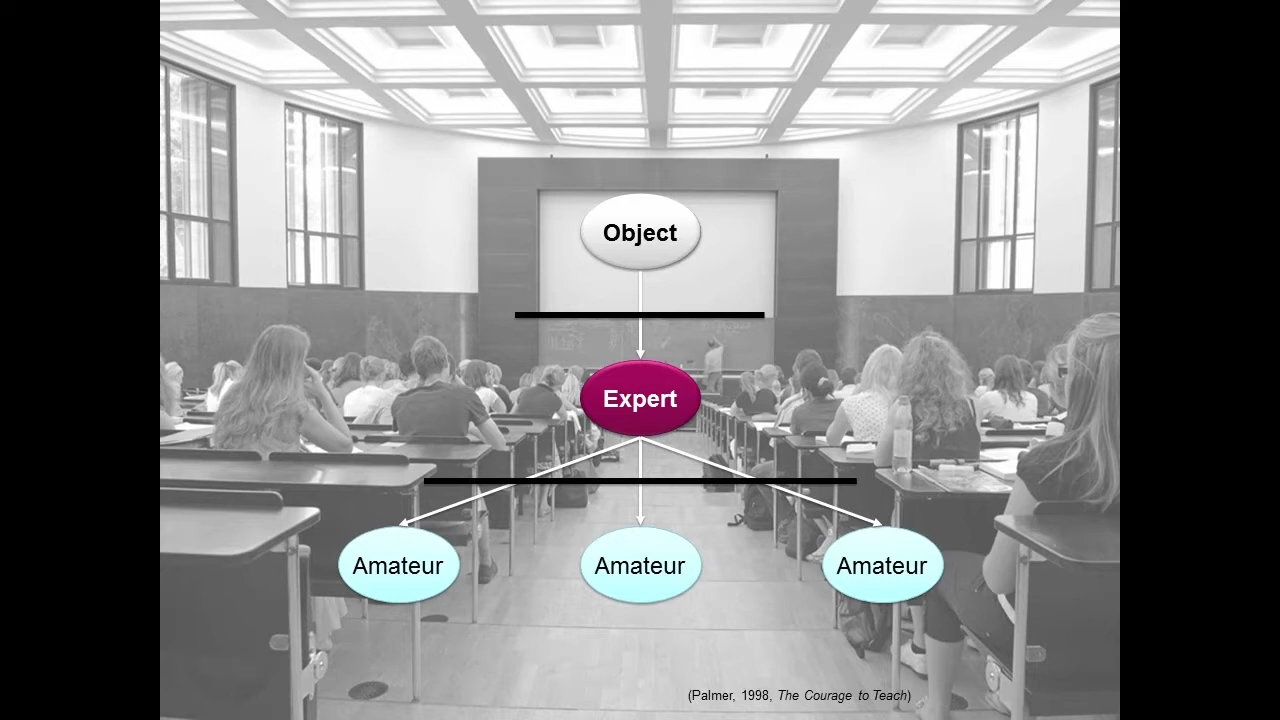 Object
Expert
Amateur Amateur Amateur
(Palmer, 1998, The Courage to Teach)